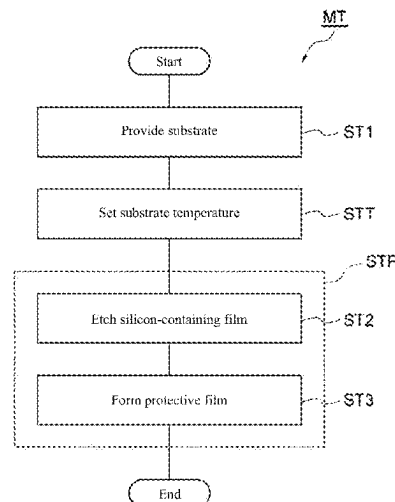 MT
Start
Provide substrate
ST1
Set substrate temperature
STT
STP
Etch silicon-containing film
ST2
Form protective film
ST3
End